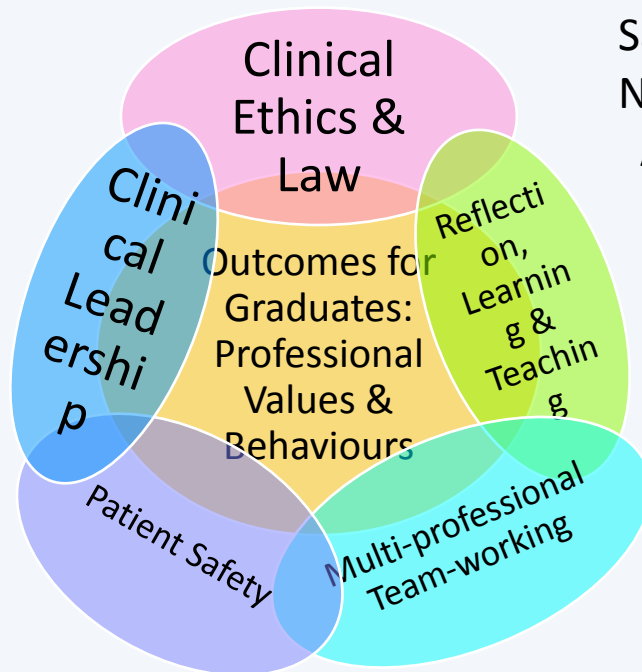 Clinical
Ethics &
Law
Clini
cal
Lead
ershi
p
Outcomes for
Graduates:
Professional
Values &
Behaviours
Reflecti
on,
Learnin
g &
Teachin
g
Patient Safety
Multi-professional
Team-working
S
N